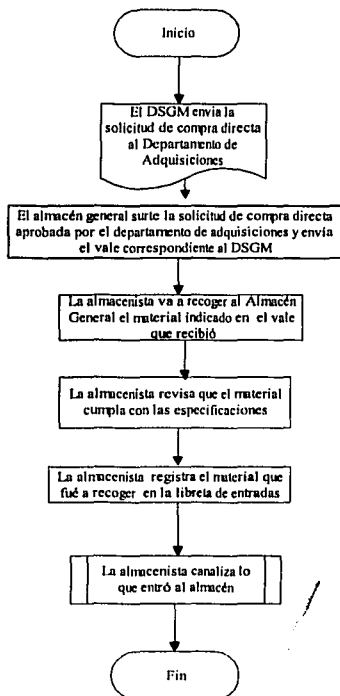 Inicio
El DSGM envia la
solicitud de compra directa
al Departamento de
Adquisiciones
El almacén general surte la solicitud de compra directa
aprobada por el departamento de adquisiciones y envía
el vale correspondiente al DSGM
La almacenista va a recoger al Almacén
General el material indicado en el vale
que recibió
La almacenista revisa que el material
cumpla con las especificaciones
La almacenista registra el material que
fué a recoger en la libreta de entradas
La almacenista canaliza lo
que entró al almacén
Fin